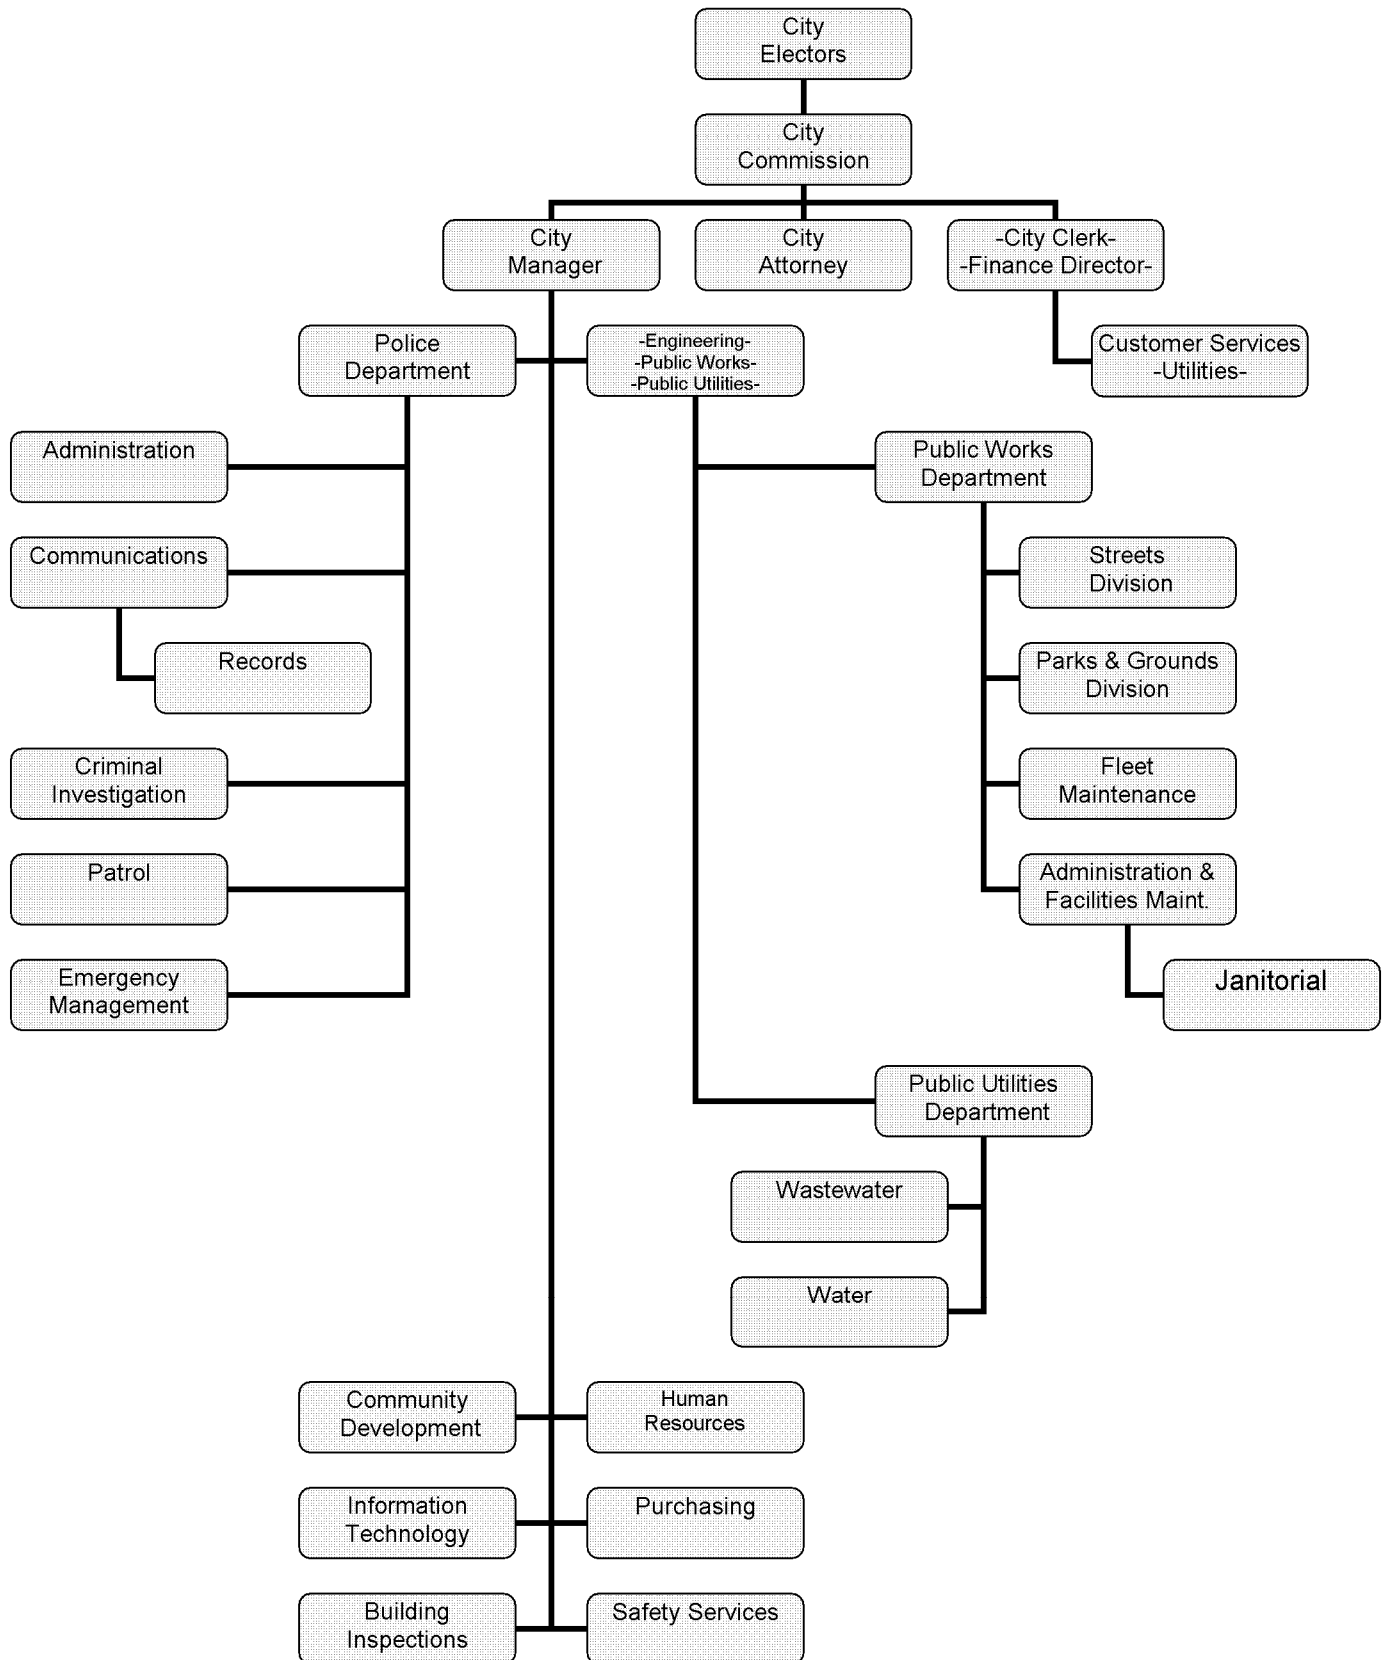 City
Electors
City
Commission
City
Manager
City
Attorney
-City Clerk-
-Finance Director-
Police
Department
-Engineering-
-Public Works-
-Public Utilities-
Customer Services
-Utilities-
Administration
Public Works
Department
Communications
Streets
Division
Records
Parks & Grounds
Division
Criminal
Investigation
Fleet
Maintenance
Patrol
Administration &
Facilities Maint.
Emergency
Management
Janitorial
Public Utilities
Department
Wastewater
Water
Community
Development
Human
Resources
Information
Technology
Purchasing
Building
Inspections
Safety Services